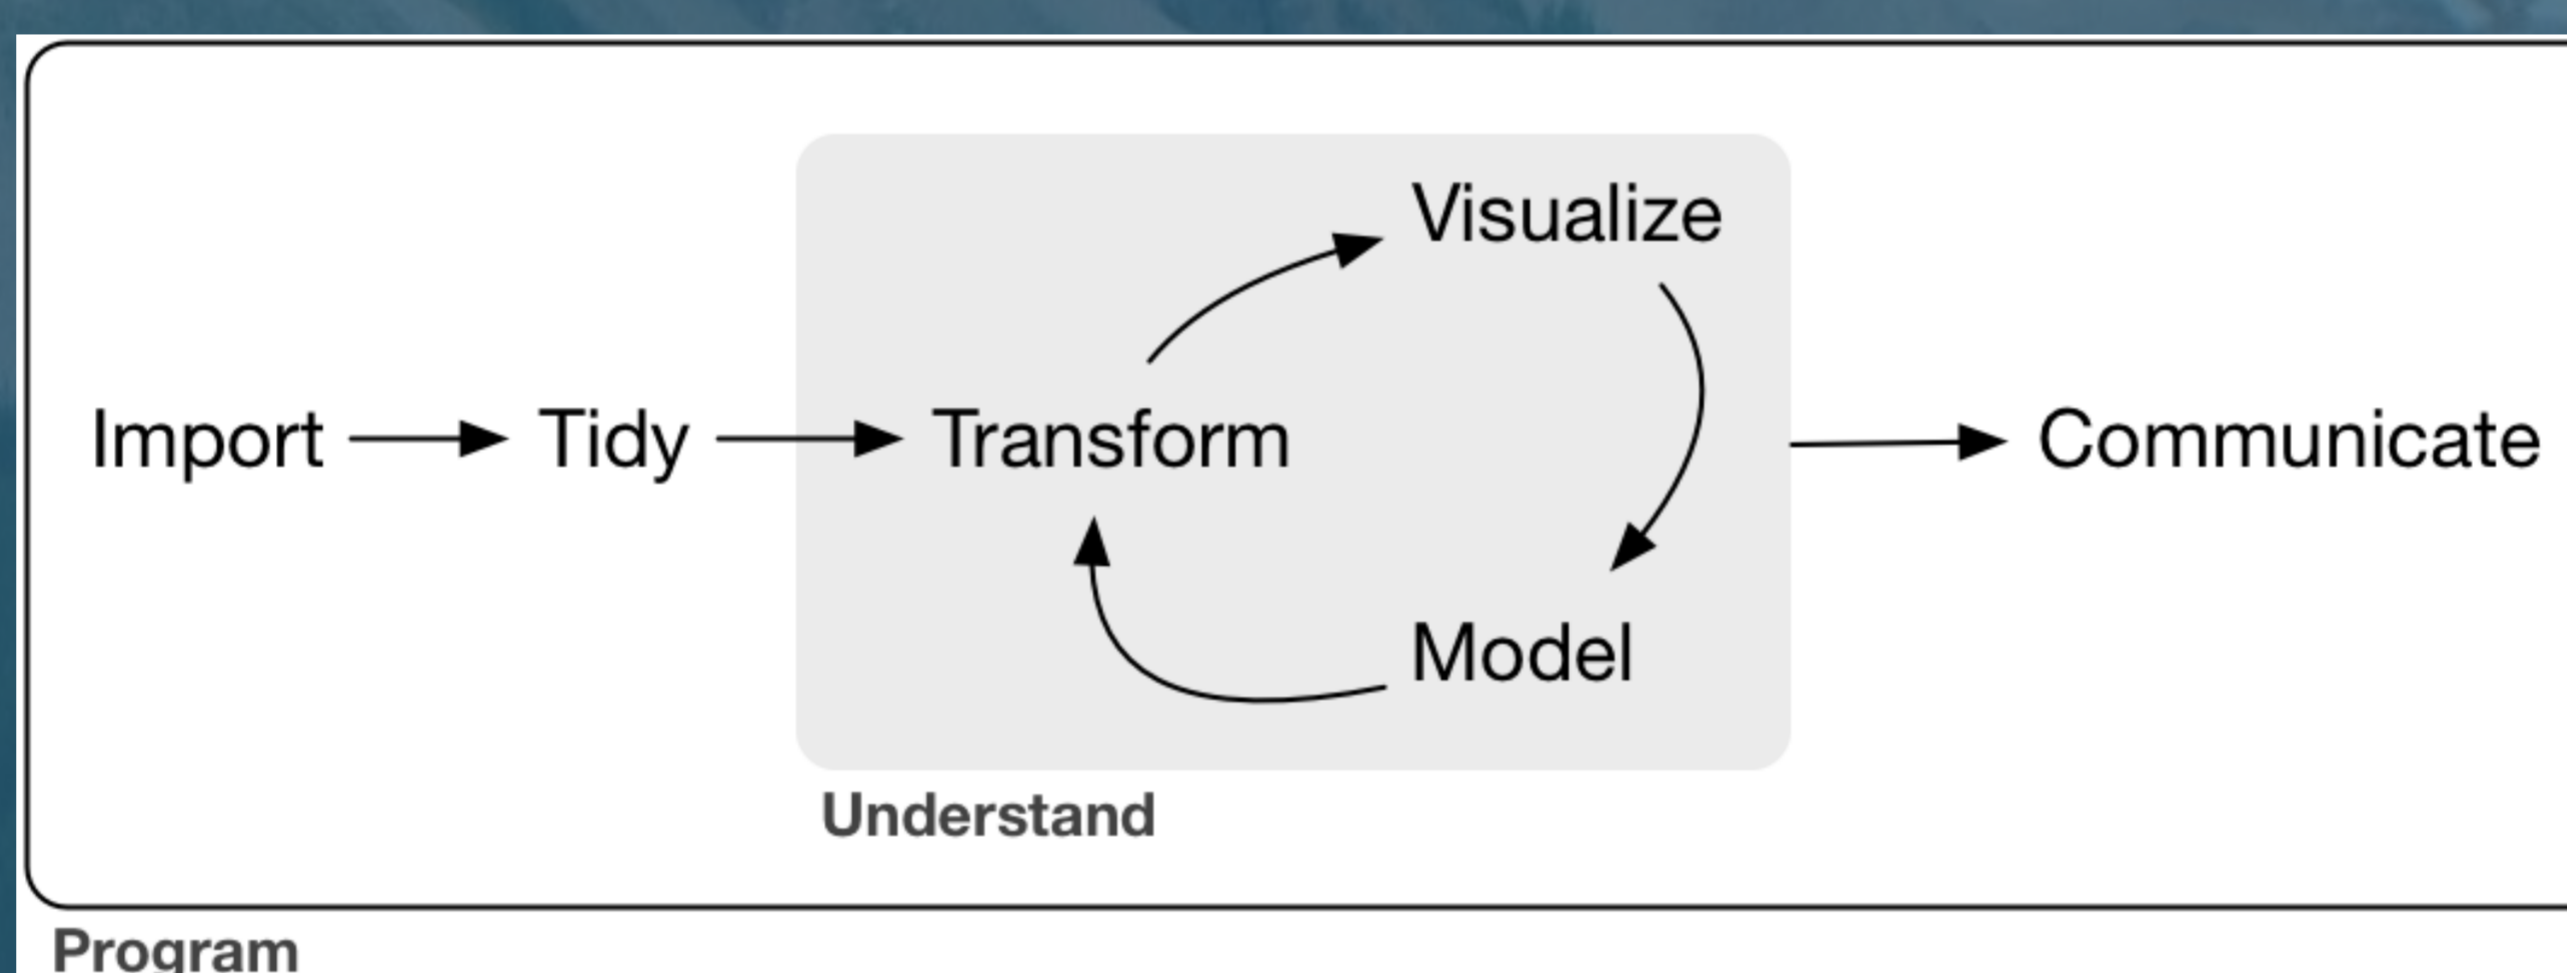 Visualize
Import Tidy Transform Communicate
Model
Understand
Program